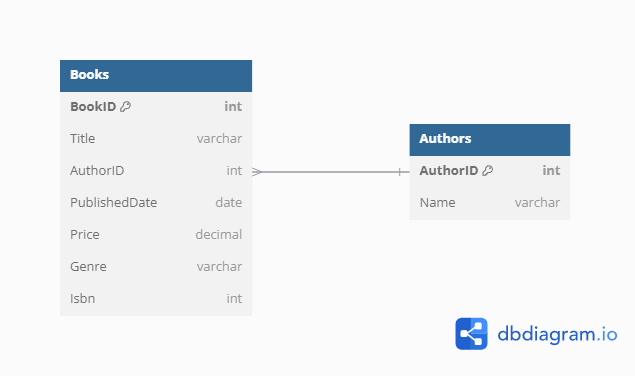 Books
BookID int
Title varchar
AuthorID int
PublishedDate date
Price decimal
Genre varchar
Isbn int
Authors
AuthorID int
Name varchar
dbdiagram.io